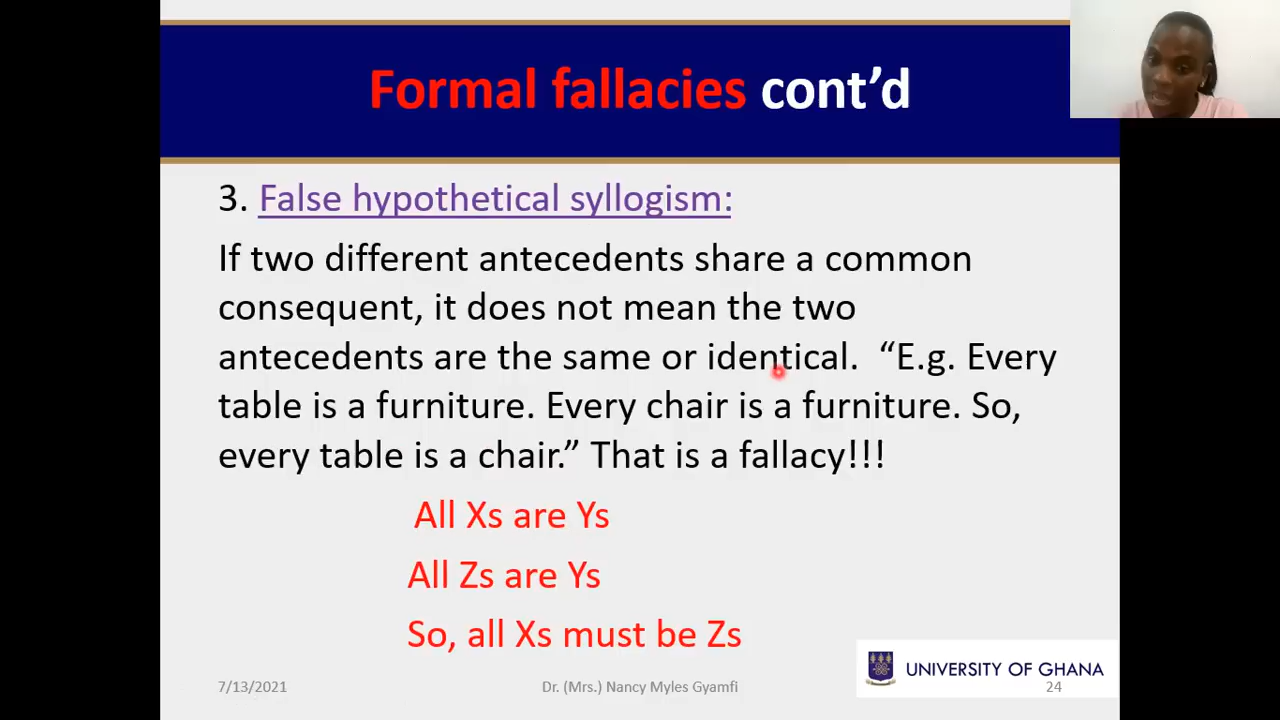 Formal fallacies cont’d
3. False hypothetical syllogism:
If two different antecedents share a common
consequent, it does not mean the two
antecedents are the same or identical. “E.g. Every
table is a furniture. Every chair is a furniture. So,
every table is a chair.” That is a fallacy!!!
All Xs are Ys
All Zs are Ys
So, all Xs must be Zs
UNIVERSITY OF GHANA
7/13/2021
Dr. (Mrs.) Nancy Myles Gyamfi
24